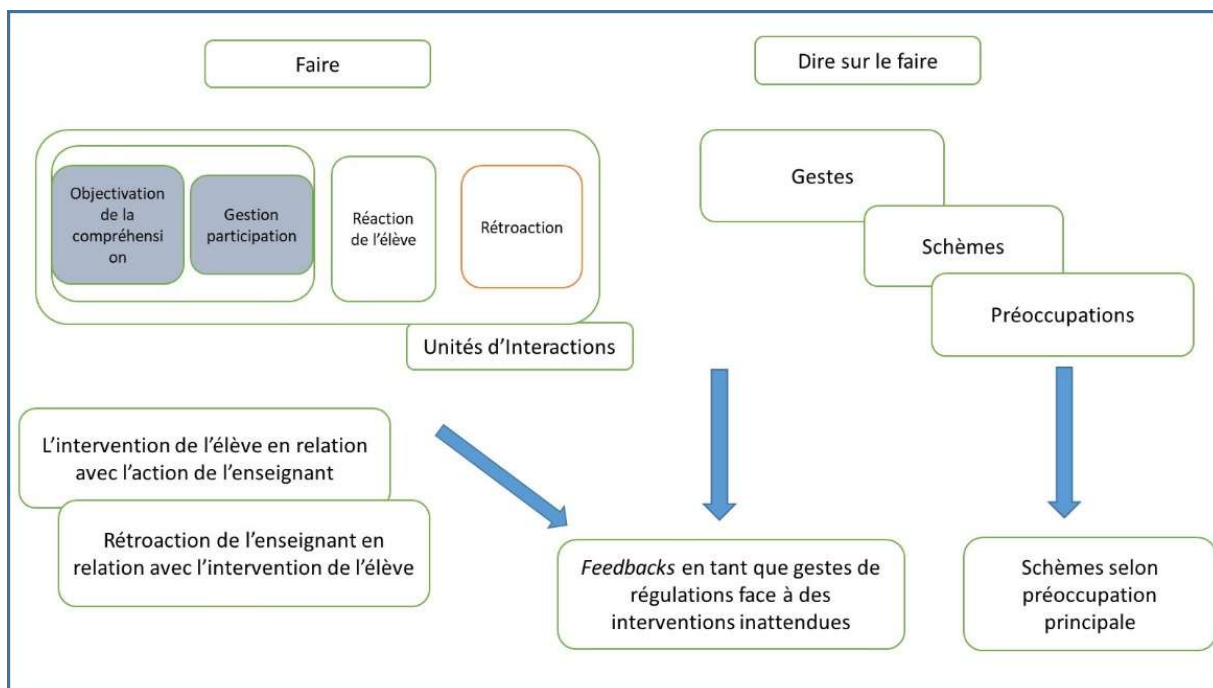 Faire
Dire sur le faire
Objectivation
de la
compréhensi
on
Gestion
participation
Réaction
de l’élève
Rétroaction
Unités d’Interactions
Gestes
Schèmes
Préoccupations
L’intervention de l’élève en relation
avec l’action de l’enseignant
Rétroaction de l’enseignant en
relation avec l’intervention de l’élève
Feedbacks en tant que gestes de
régulations face à des
interventions inattendues
Schèmes selon
préoccupation
principale